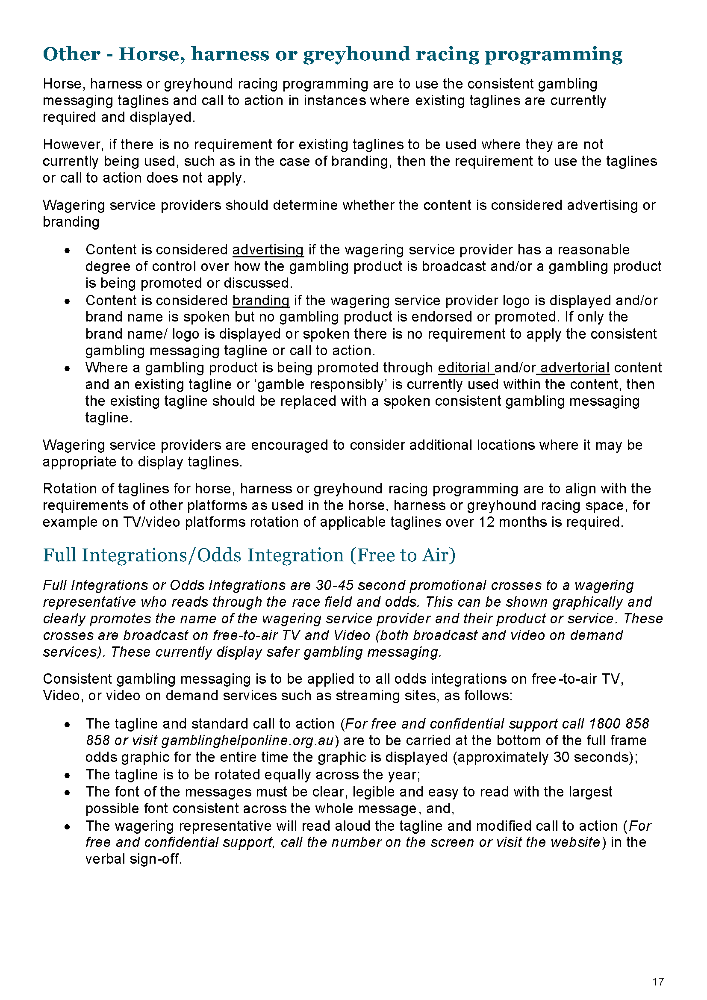 Other - Horse, harness or greyhound racing programming
Horse, harness or greyhound racing programming are to use the consistent gambling
messaging taglines and call to action in instances where existing taglines are currently
required and displayed.
However, if there is no requirement for existing taglines to be used where they are not
currently being used, such as in the case of branding, then the requirement to use the taglines
or call to action does not apply.
Wagering service providers should determine whether the content is considered advertising or
branding
• Content is considered advertising if the wagering service provider has a reasonable
degree of control over how the gambling product is broadcast and/or a gambling product
is being promoted or discussed.
• Content is considered branding if the wagering service provider logo is displayed and/or
brand name is spoken but no gambling product is endorsed or promoted. If only the
brand name/ logo is displayed or spoken there is no requirement to apply the consistent
gambling messaging tagline or call to action.
• Where a gambling product is being promoted through editorial and/or advertorial content
and an existing tagline or ‘gamble responsibly’ is currently used within the content, then
the existing tagline should be replaced with a spoken consistent gambling messaging
tagline.
Wagering service providers are encouraged to consider additional locations where it may be
appropriate to display taglines.
Rotation of taglines for horse, harness or greyhound racing programming are to align with the
requirements of other platforms as used in the horse, harness or greyhound racing space, for
example on TV/video platforms rotation of applicable taglines over 12 months is required.
Full Integrations/Odds Integration (Free to Air)
Full Integrations or Odds Integrations are 30-45 second promotional crosses to a wagering
representative who reads through the race field and odds. This can be shown graphically and
clearly promotes the name of the wagering service provider and their product or service. These
crosses are broadcast on free-to-air TV and Video (both broadcast and video on demand
services). These currently display safer gambling messaging.
Consistent gambling messaging is to be applied to all odds integrations on free-to-air TV,
Video, or video on demand services such as streaming sites, as follows:
• The tagline and standard call to action (For free and confidential support call 1800 858
858 or visit gamblinghelponline.org.au) are to be carried at the bottom of the full frame
odds graphic for the entire time the graphic is displayed (approximately 30 seconds);
• The tagline is to be rotated equally across the year;
• The font of the messages must be clear, legible and easy to read with the largest
possible font consistent across the whole message, and,
• The wagering representative will read aloud the tagline and modified call to action (For
free and confidential support, call the number on the screen or visit the website) in the
verbal sign-off.
17